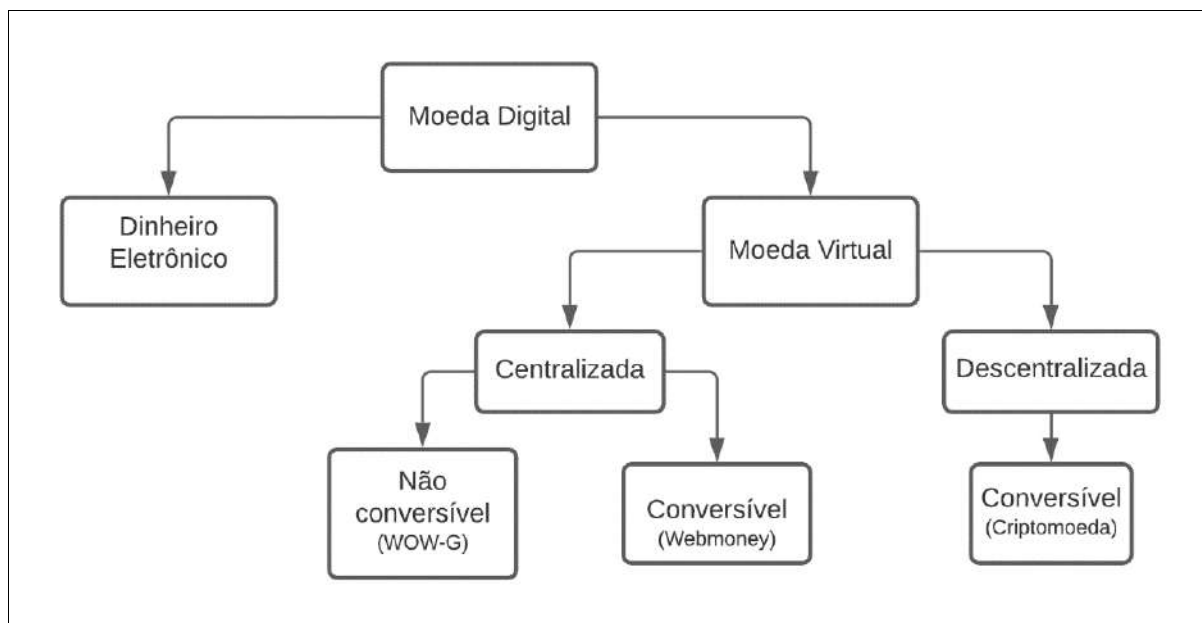 Moeda Digital
Dinheiro
Eletrônico
Moeda Virtual
Centralizada
Descentralizada
Não
conversível
(WOW-G)
Conversível
(Webmoney)
Conversível
(Criptomoeda)